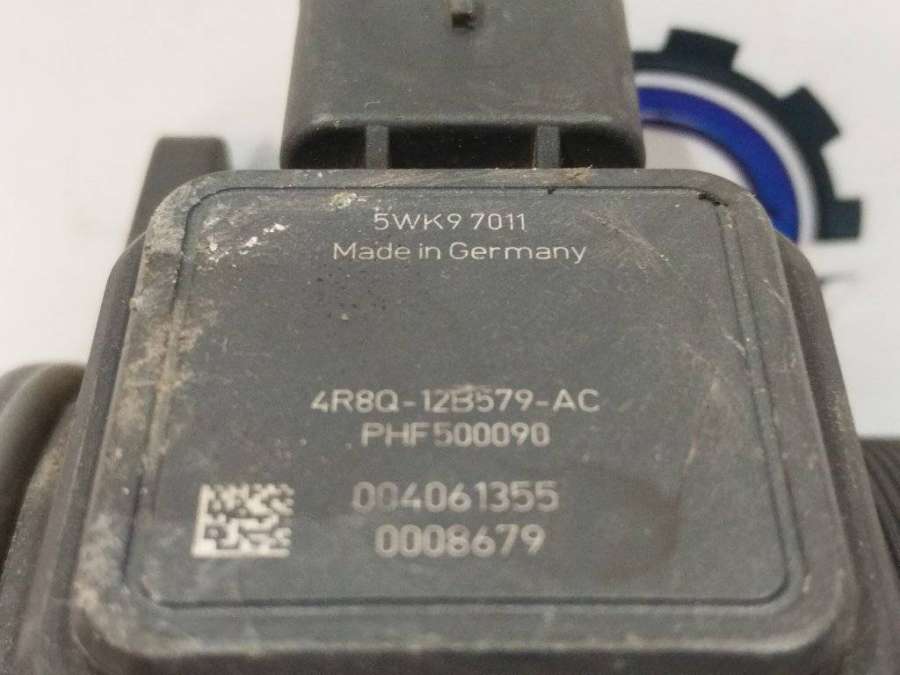 5WK9 7011
Made in Germany
4R8Q-12B579-AC
PHF500090
004061355
0008679